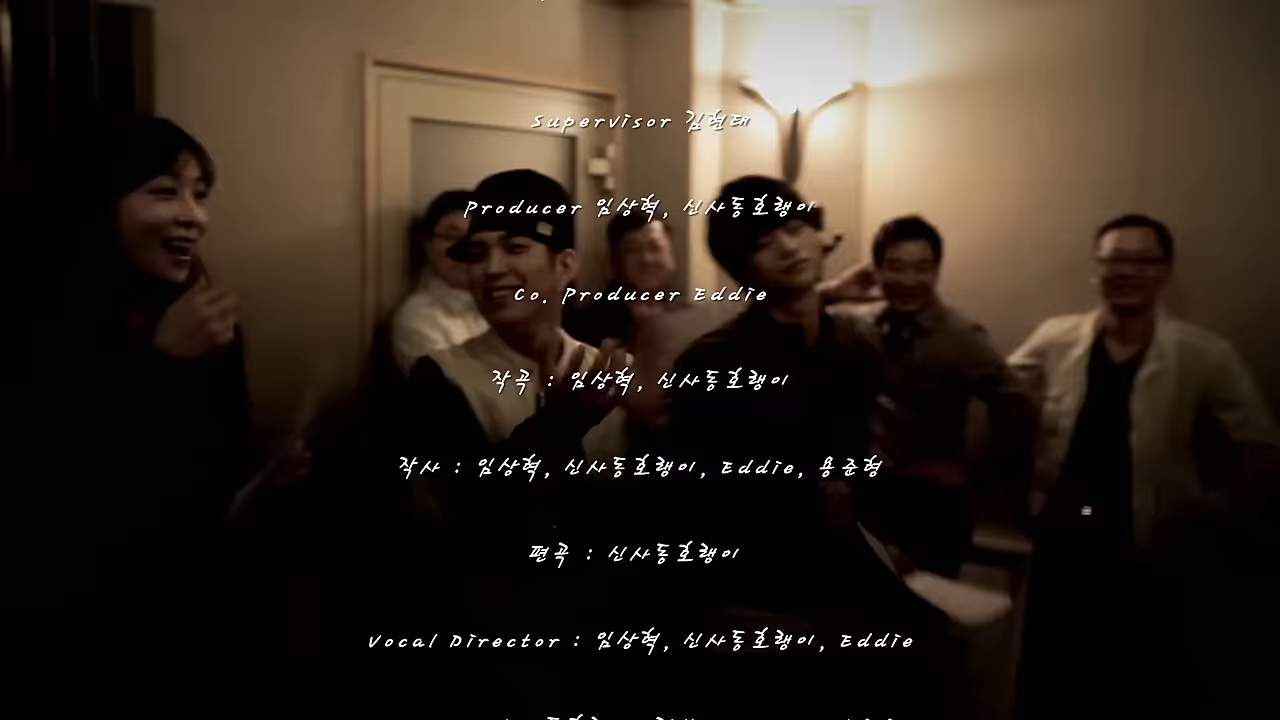 Supervisor 김현태
Producer 임상혁, 신사동호랭이
Co. Producer Eddie
작곡 : 임상혁, 신사동호랭이
작사 : 임상혁, 신사동호랭이, Eddie, 용준형
편곡 : 신사동호랭이
Vocal Director : 임상혁, 신사동호랭이, Eddie